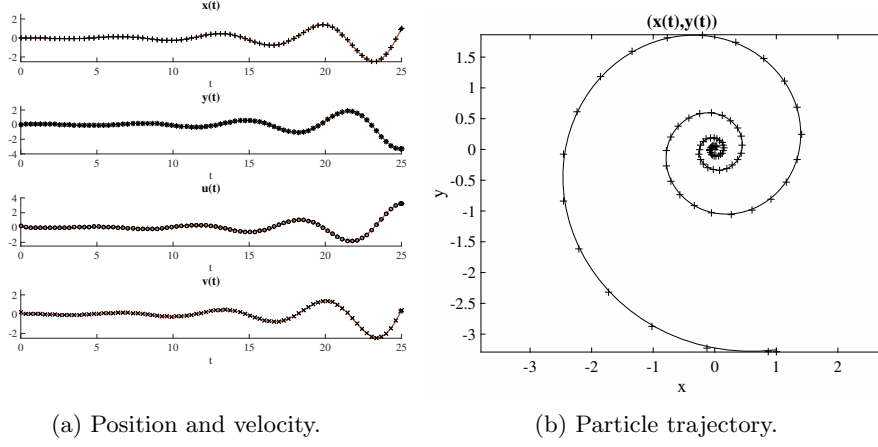 x(t)
2
0
-2
0 5 10 15 20 25
t
y(t)
2
0
-2
-4
0 5 10 15 20 25
t
u(t)
4
2
0
-2
0 5 10 15 20 25
t
v(t)
2
0
-2
0 5 10 15 20 25
t
(a) Position and velocity.
(x(t),y(t))
1.5
1
0.5
0
-0.5
-1
-1.5
-2
-2.5
-3
y
-3 -2 -1 0 1 2
x
(b) Particle trajectory.